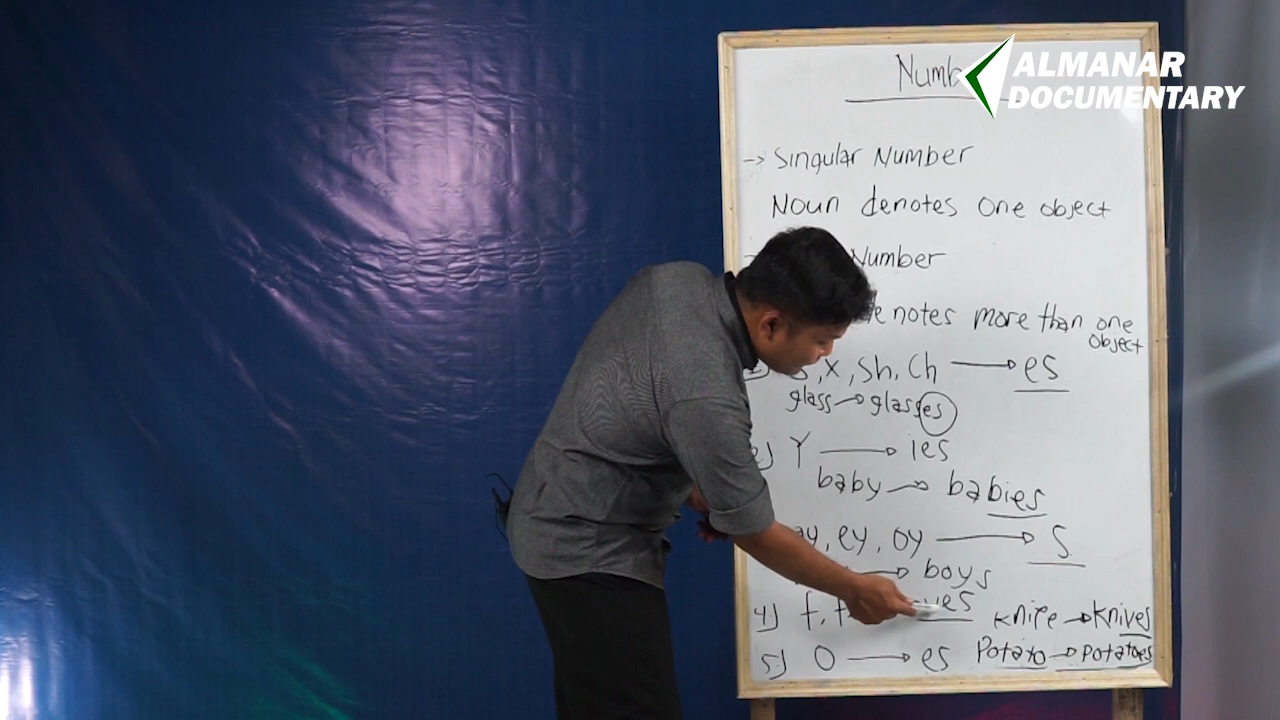 ALMANAR
DOCUMENTARY
Numb
-> Singular Number
Noun denotes one object
Number
denotes more than one
object
, x, sh, ch → es
glass → glasses
2) Y → ies
baby → babies
ay, ey, oy → s
→ boys
4) f, f ves knife → knives
5) O → es Potato → potatoes